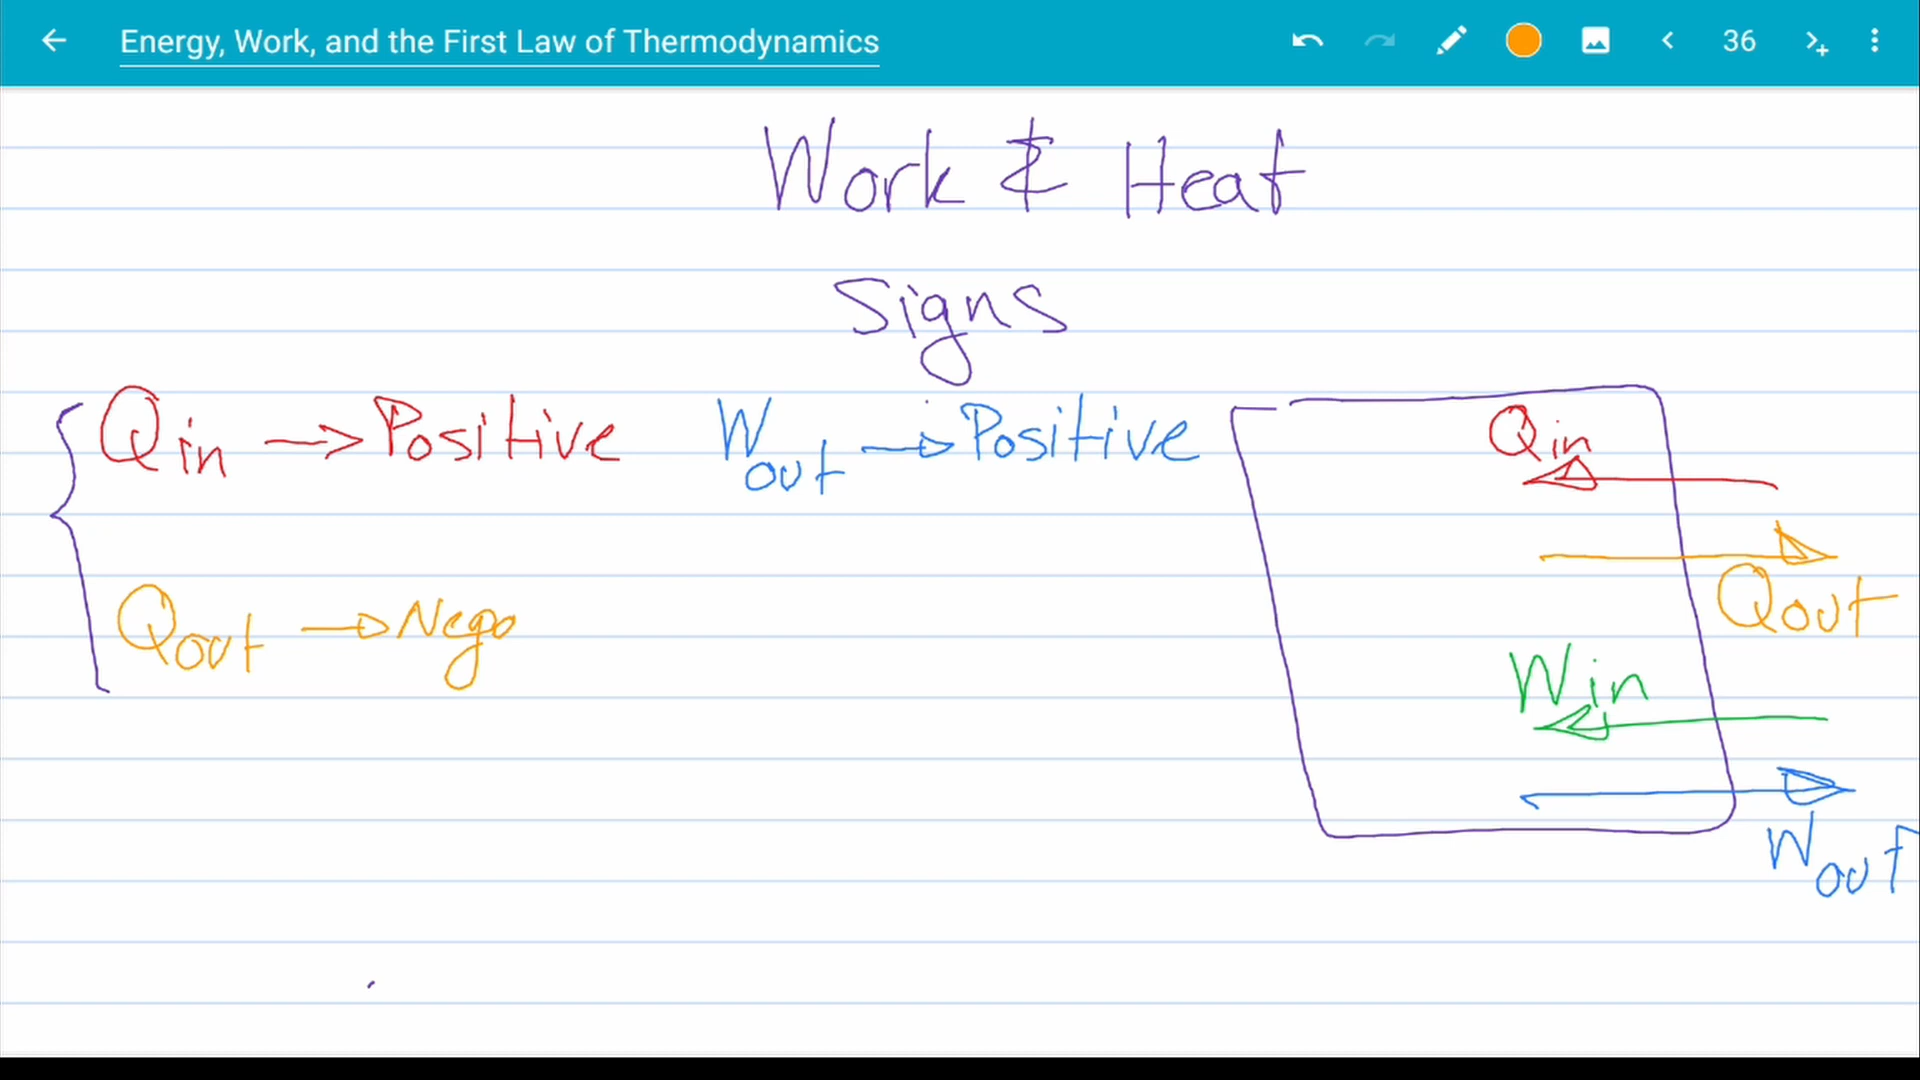 Energy, Work, and the First Law of Thermodynamics 36
Work & Heat
Signs
Qin → Positive Wout → Positive
Qout → Nega
Qin
Qout
Win
Wout